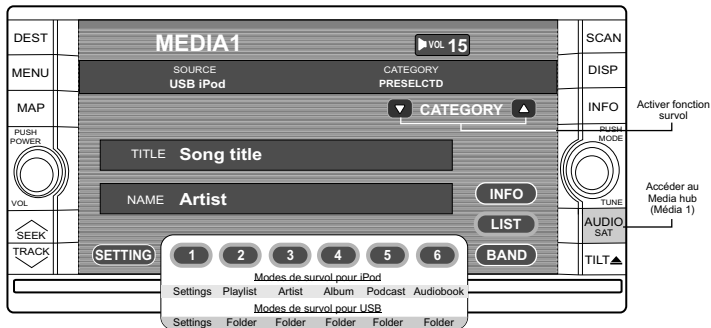 DEST
MENU
MAP
PUSH
POWER
VOL
SEEK
TRACK
MEDIA1
VOL 15
SOURCE
USB iPod
CATEGORY
PRESELCTD
CATEGORY
TITLE Song title
NAME Artist
INFO
LIST
SETTING
1 2 3 4 5 6
BAND
Modes de survol pour iPod
Settings Playlist Artist Album Podcast Audiobook
Modes de survol pour USB
Settings Folder Folder Folder Folder Folder
SCAN
DISP
INFO
PUSH
MODE
TUNE
AUDIO
SAT
TILT
Activer fonction
survol
Accéder au
Media hub
(Média 1)